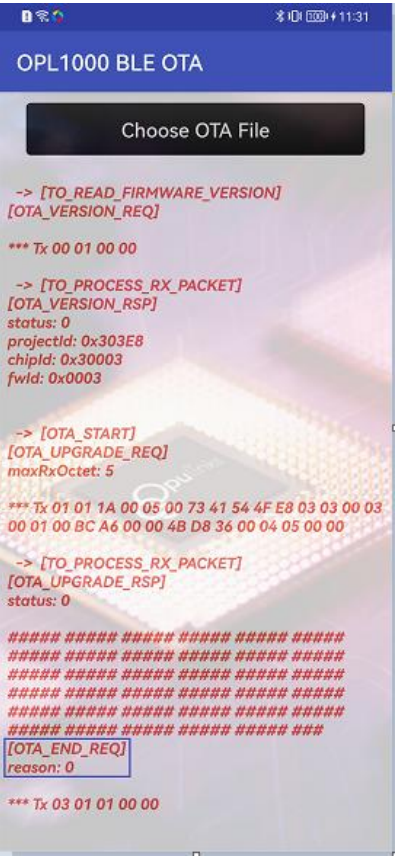 100 11:31
OPL1000 BLE OTA
Choose OTA File
-> [TO_READ_FIRMWARE_VERSION]
[OTA_VERSION_REQ]
*** Tx 00 01 00 00
-> [TO_PROCESS_RX_PACKET]
[OTA_VERSION_RSP]
status: 0
projectId: 0x303E8
chipId: 0x30003
fwId: 0x0003
-> [OTA_START]
[OTA_UPGRADE_REQ]
maxRxOctet: 5
Opulinks
*** Tx 01 01 1A 00 05 00 73 41 54 4F E8 03 03 00 03
00 01 00 BC A6 00 00 4B D8 36 00 04 05 00 00
-> [TO_PROCESS_RX_PACKET]
[OTA_UPGRADE_RSP]
status: 0
##### ##### ##### ##### ##### #####
##### ##### ##### ##### ##### #####
##### ##### ##### ##### ##### #####
##### ##### ##### ##### ##### #####
##### ##### ##### ##### ##### #####
##### ##### ##### ##### ##### ###
[OTA_END_REQ]
reason: 0
*** Tx 03 01 01 00 00